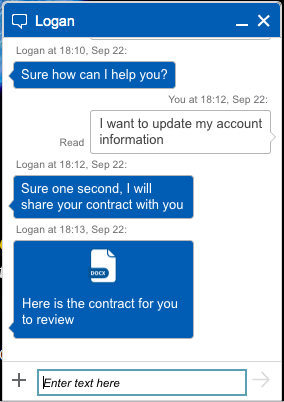 Logan
Logan at 18:10, Sep 22:
Sure how can I help you?
You at 18:12, Sep 22:
I want to update my account
information
Read
Logan at 18:12, Sep 22:
Sure one second, I will
share your contract with you
Logan at 18:13, Sep 22:
DOCX
Here is the contract for you
to review
Enter text here